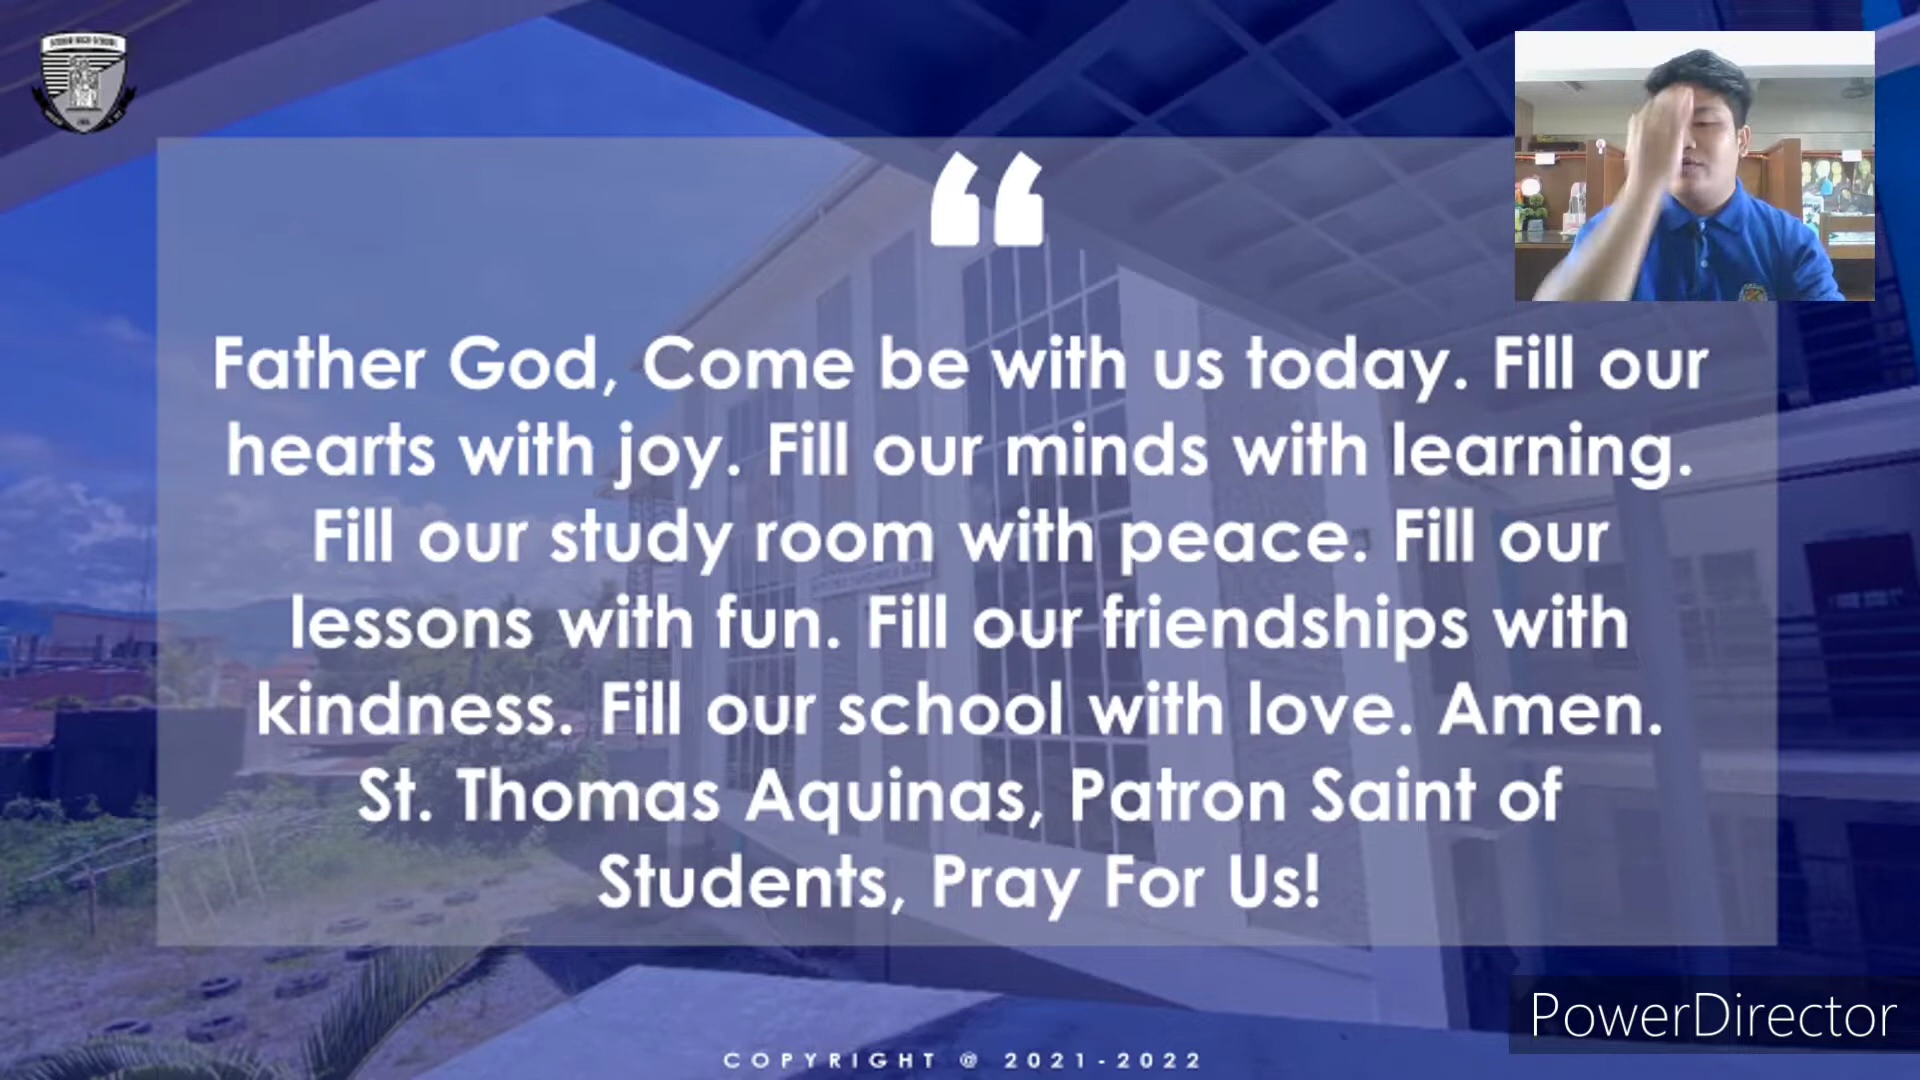 “
Father God, Come be with us today. Fill our
hearts with joy. Fill our minds with learning.
Fill our study room with peace. Fill our
lessons with fun. Fill our friendships with
kindness. Fill our school with love. Amen.
St. Thomas Aquinas, Patron Saint of
Students, Pray For Us!
PowerDirector
COPYRIGHT @ 2021-2022